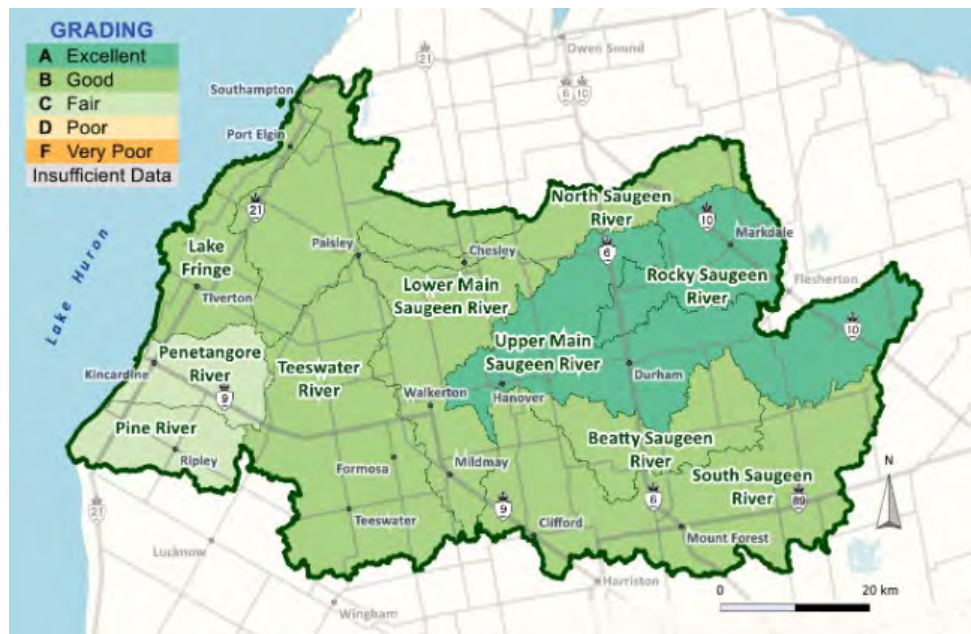 GRADING
A Excellent
B Good
C Fair
D Poor
F Very Poor
Insufficient Data
Owen Sound
21
6 10
Southampton
Port Elgin
North Saugeen
River
10
21
Markdale
Paisley
Chesley
6
Lake
Fringe
Lake Huron
Rocky Saugeen
River
Flesherton
Tiverton
Lower Main
Saugeen River
10
Penetangore
River
Upper Main
Saugeen River
Teeswater
River
Kincardine
Durham
Hanover
9
Walkerton
Pine River
Beatty Saugeen
River
Ripley
Formosa
Mildmay
South Saugeen
River
N
21
9
6
89
Teeswater
Clifford
Mount Forest
Lucknow
Harriston
Wingham
0 20 km